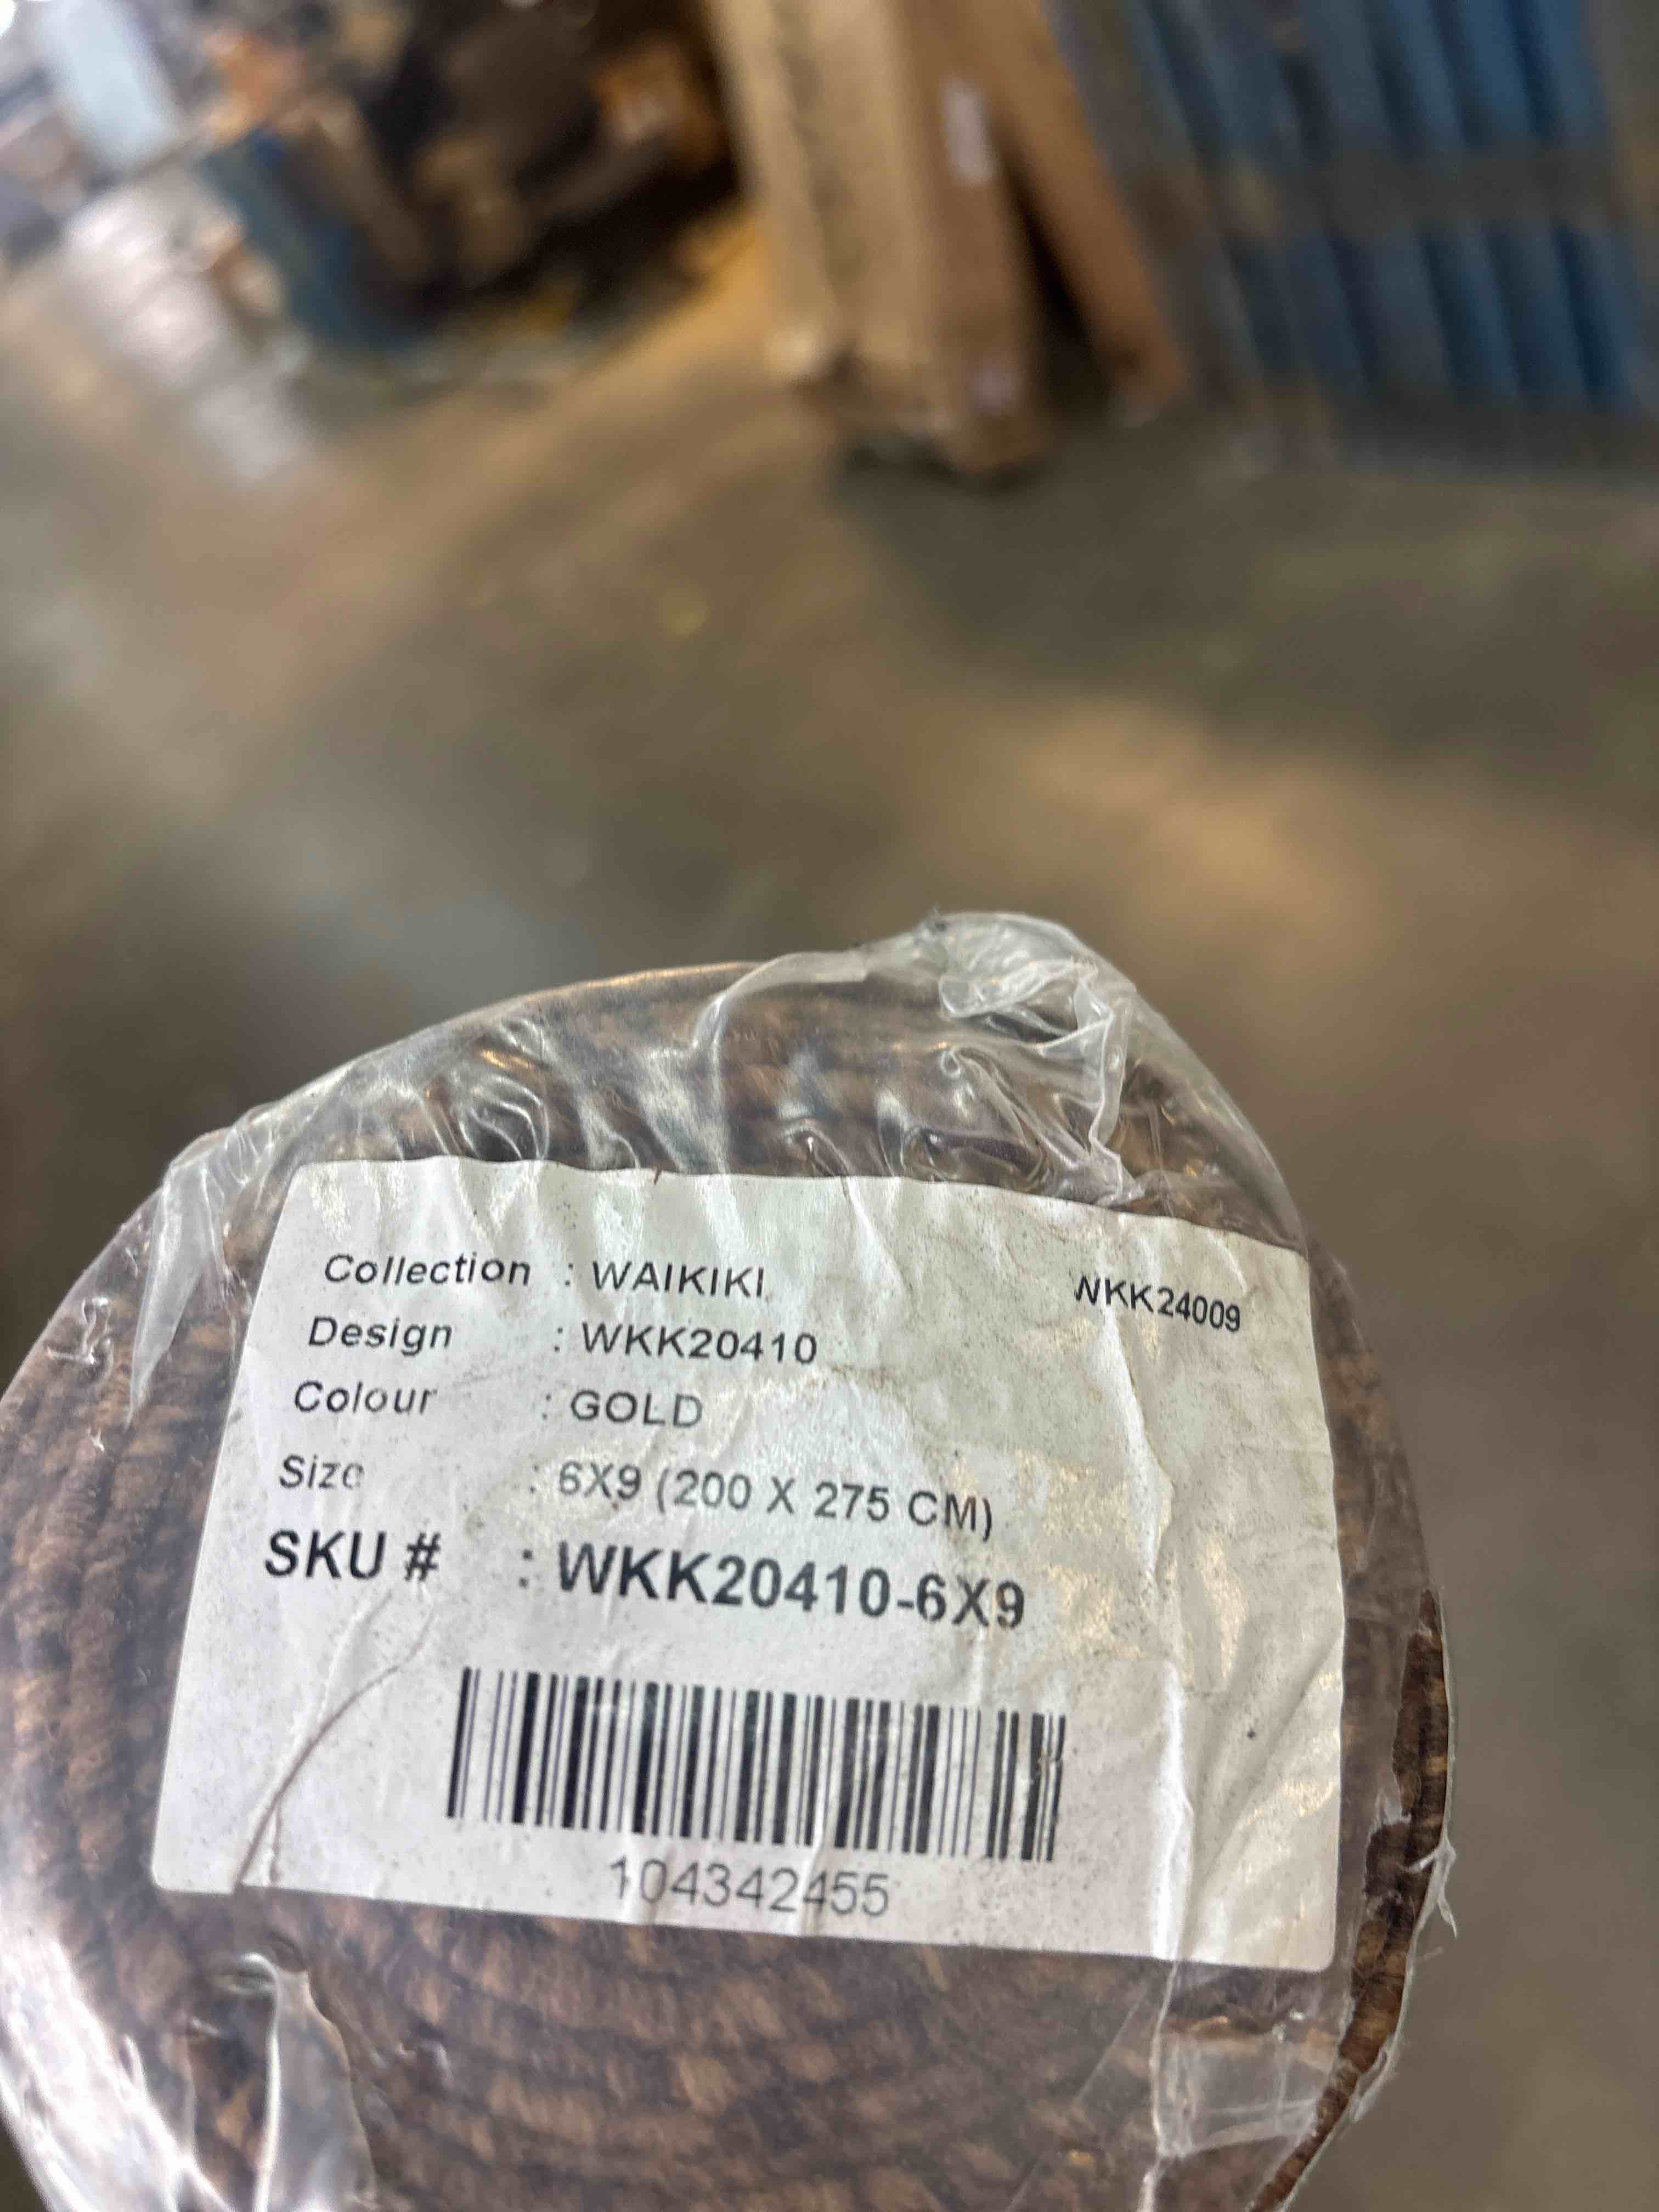 Collection : WAIKIKI WKK24009
Design : WKK20410
Colour : GOLD
Size : 6X9 (200 X 275 CM)
SKU # : WKK20410-6X9
104342455